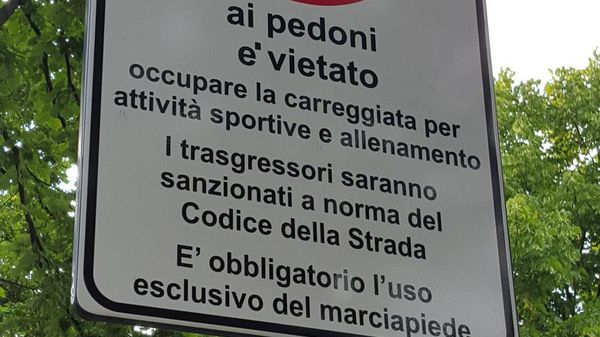 ai pedoni
e' vietato
occupare la carreggiata per
attività sportive e allenamento
I trasgressori saranno
sanzionati a norma del
Codice della Strada
E' obbligatorio l'uso
esclusivo del marciapiede